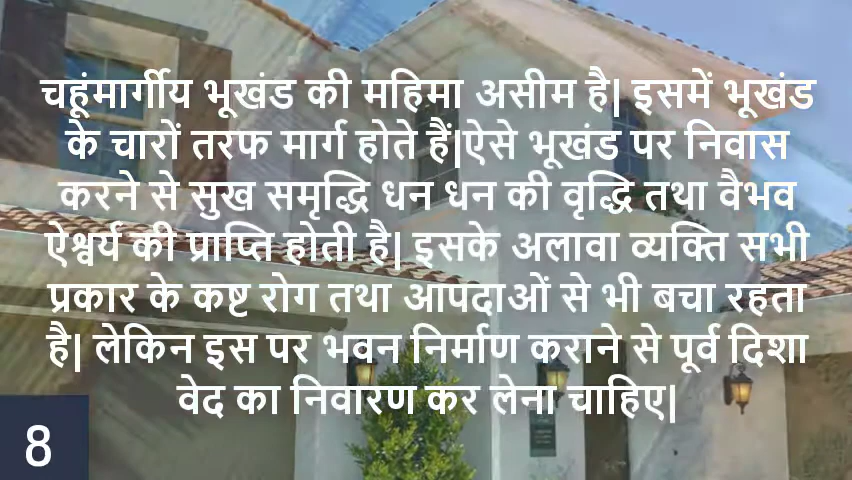 चहूंमार्गीय भूखंड की महिमा असीम है| इसमें भूखंड
के चारों तरफ मार्ग होते हैं|ऐसे भूखंड पर निवास
करने से सुख समृद्धि धन धन की वृद्धि तथा वैभव
ऐश्वर्य की प्राप्ति होती है| इसके अलावा व्यक्ति सभी
प्रकार के कष्ट रोग तथा आपदाओं से भी बचा रहता
है| लेकिन इस पर भवन निर्माण कराने से पूर्व दिशा
वेद का निवारण कर लेना चाहिए|
8